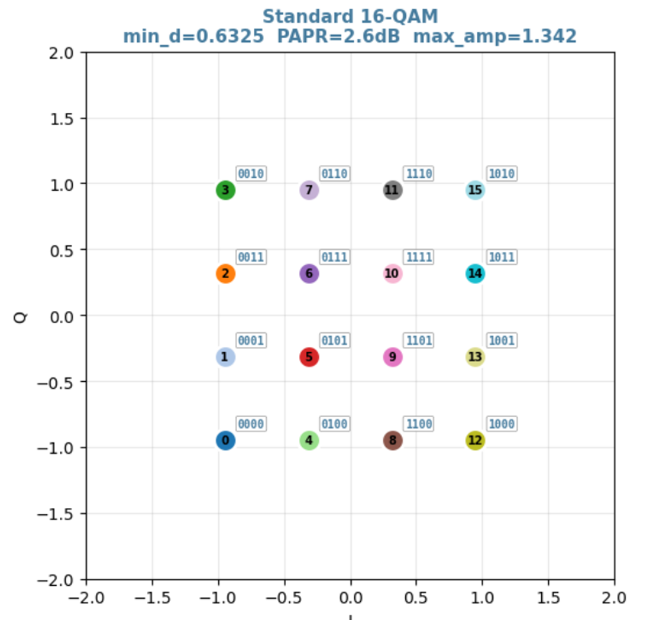 Standard 16-QAM
min_d=0.6325 PAPR=2.6dB max_amp=1.342
2.0
1.5
0010 0110 1110 1010
1.0 3 7 11 15
0.5 0011 0111 1111 1011
2 6 10 14
Q 0.0
0001 0101 1101 1001
1 5 9 13
−0.5
0000 0100 1100 1000
−1.0 0 4 8 12
−1.5
−2.0
−2.0 −1.5 −1.0 −0.5 0.0 0.5 1.0 1.5 2.0